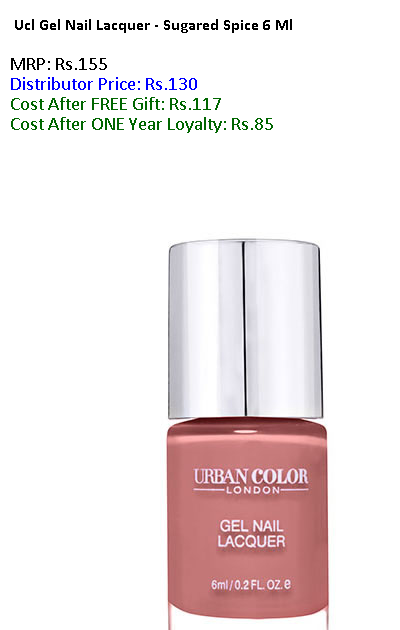 Ucl Gel Nail Lacquer - Sugared Spice 6 Ml
MRP: Rs.155
Distributor Price: Rs.130
Cost After FREE Gift: Rs.117
Cost After ONE Year Loyalty: Rs.85
URBAN COLOR
LONDON
GEL NAIL
LACQUER
6ml/0.2 FL. OZ. e